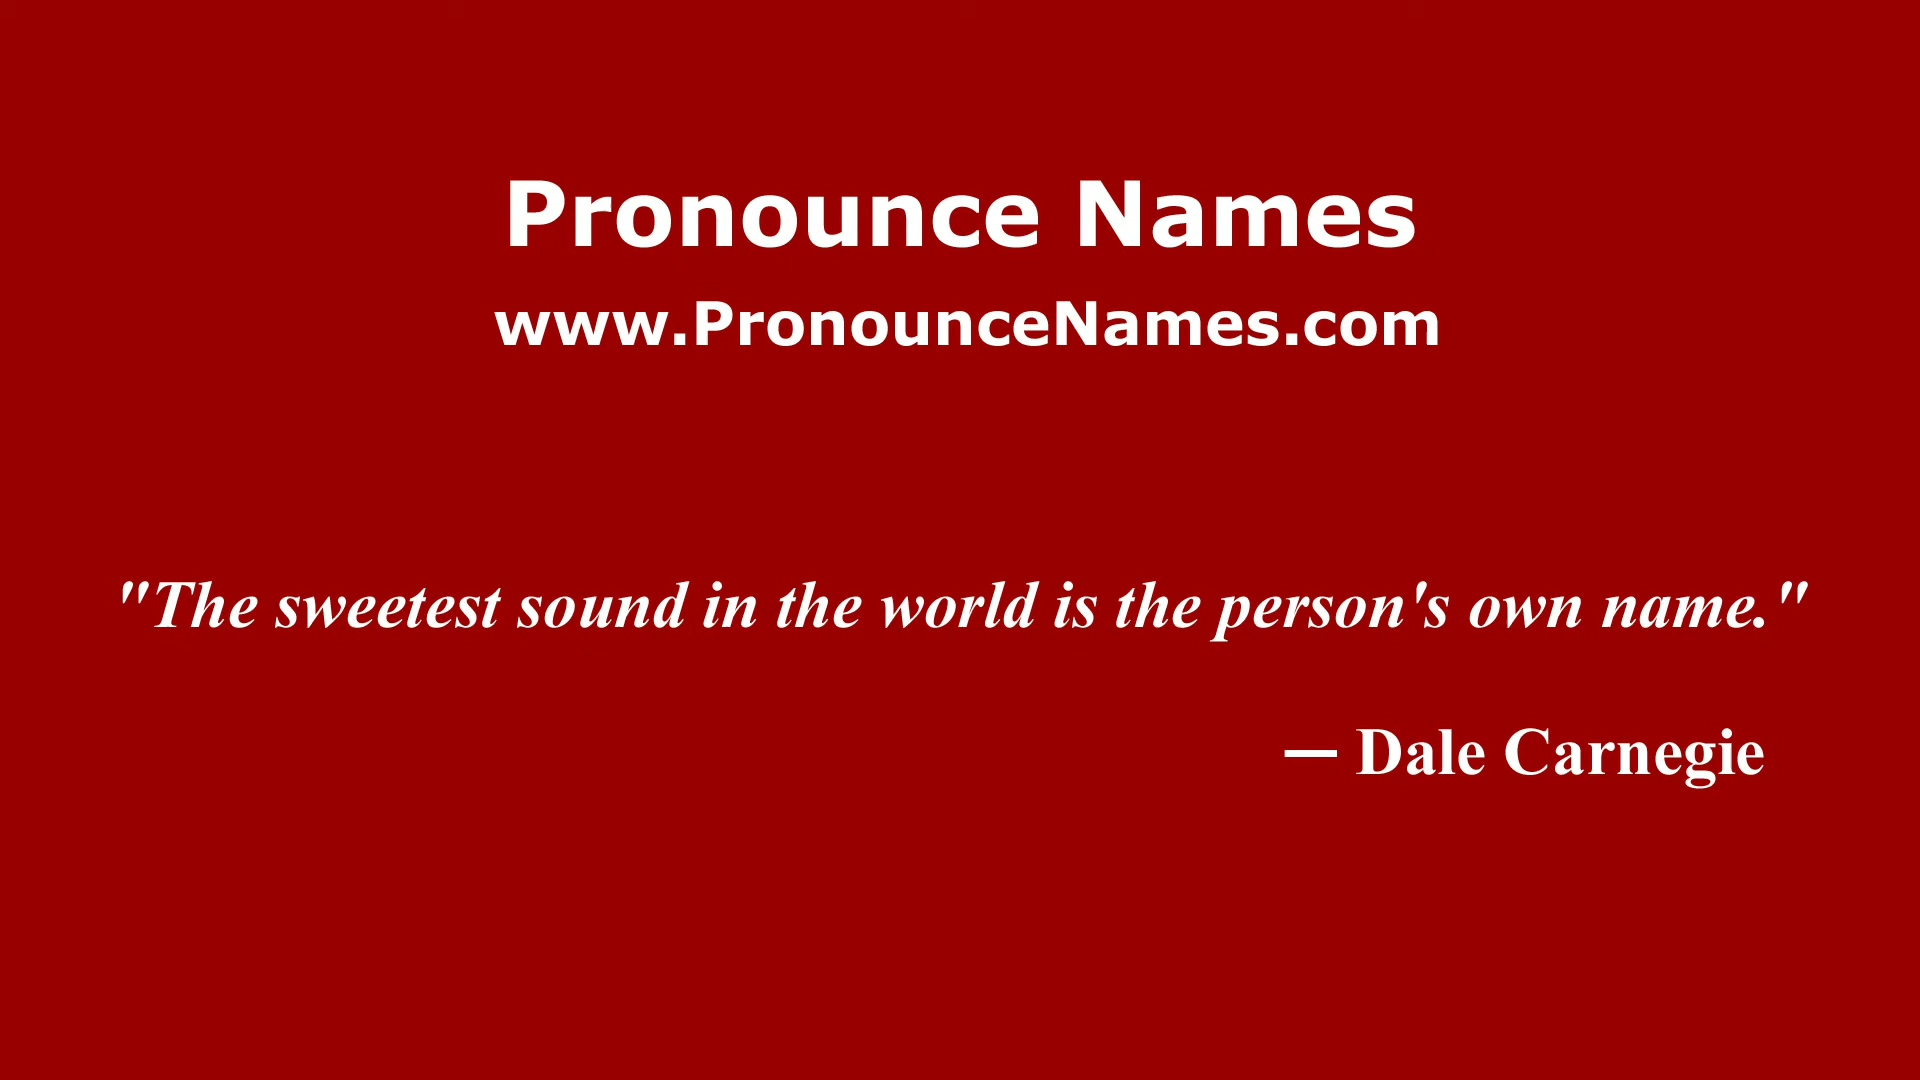 Pronounce Names
www.PronounceNames.com
"The sweetest sound in the world is the person's own name."
— Dale Carnegie